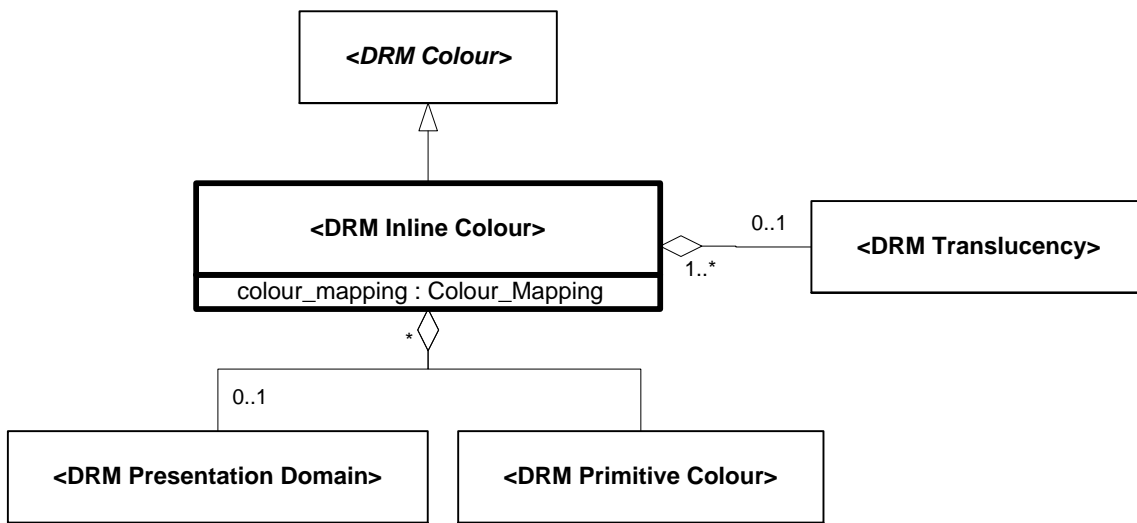 <DRM Colour>
<DRM Inline Colour>
0..1
<DRM Translucency>
1..*
colour_mapping : Colour_Mapping
*
0..1
<DRM Presentation Domain>
<DRM Primitive Colour>